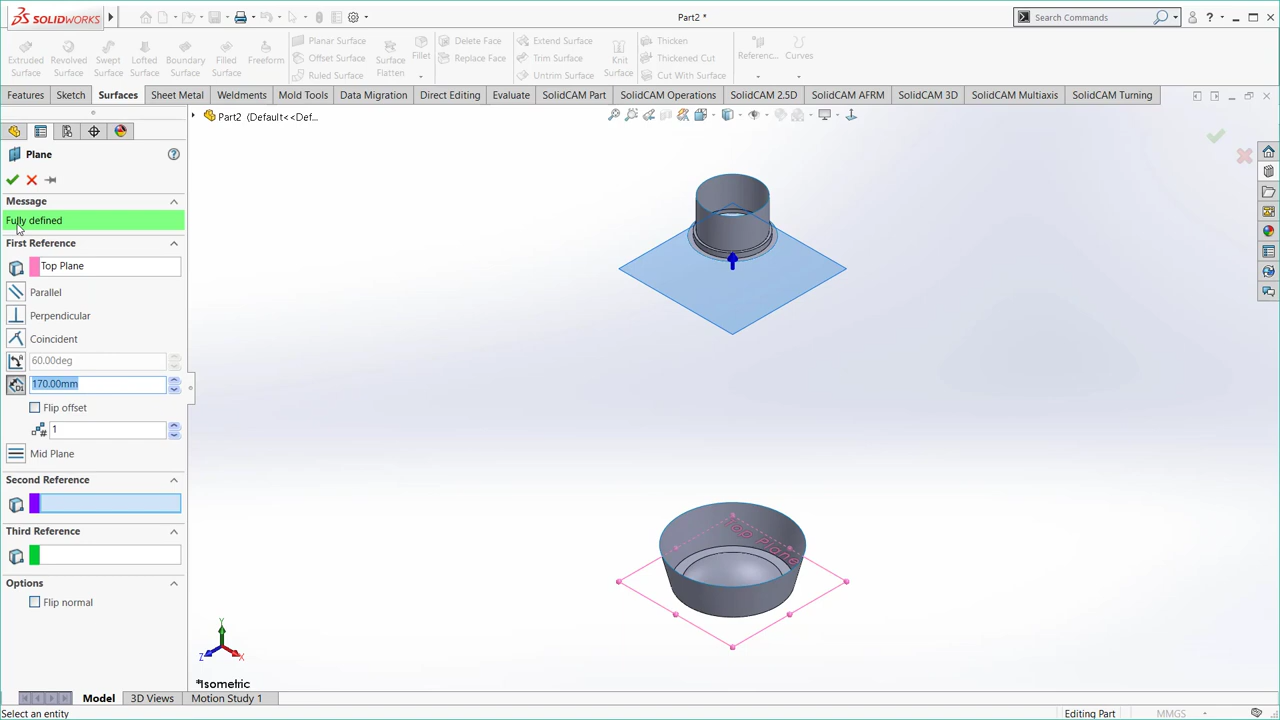 SOLIDWORKS
Part2 *
Search Commands
?
Extruded Surface
Revolved Surface
Swept Surface
Lofted Surface
Boundary Surface
Filled Surface
Freeform
Planar Surface
Offset Surface
Ruled Surface
Surface Flatten
Fillet
Delete Face
Replace Face
Extend Surface
Trim Surface
Untrim Surface
Knit Surface
Thicken
Thickened Cut
Cut With Surface
Referenc...
Curves
Features
Sketch
Surfaces
Sheet Metal
Weldments
Mold Tools
Data Migration
Direct Editing
Evaluate
SolidCAM Part
SolidCAM Operations
SolidCAM 2.5D
SolidCAM AFRM
SolidCAM 3D
SolidCAM Multiaxis
SolidCAM Turning
Part2 (Default<<Def...
Plane
?
Message
Fully defined
First Reference
Top Plane
Parallel
Perpendicular
Coincident
60.00deg
170.00mm
Flip offset
# 1
Mid Plane
Second Reference
Third Reference
Options
Flip normal
Top Plane
Y
Z
X
*Isometric
Model
3D Views
Motion Study 1
Select an entity
Editing Part
MMGS